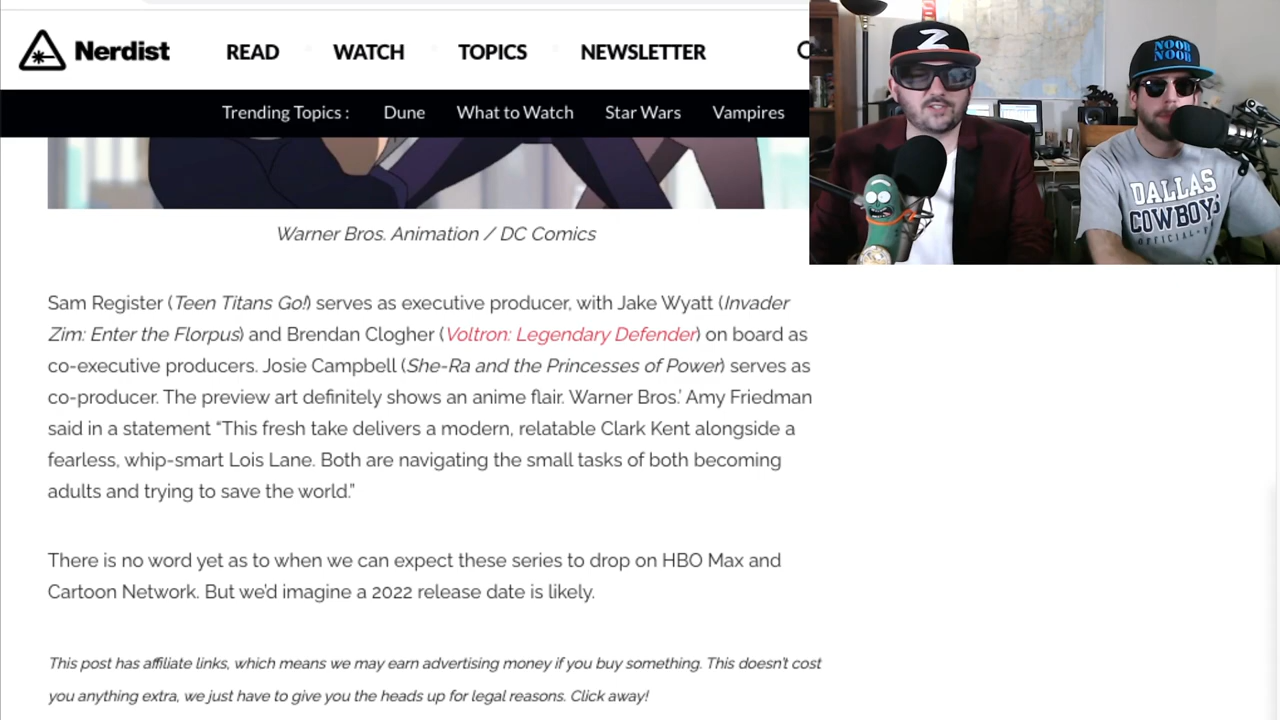 Nerdist READ WATCH TOPICS NEWSLETTER
Trending Topics : Dune What to Watch Star Wars Vampires
Z
NOOB
NOOB
DALLAS
COWBOYS
Warner Bros. Animation / DC Comics
Sam Register (Teen Titans Go!) serves as executive producer, with Jake Wyatt (Invader
Zim: Enter the Florpus) and Brendan Clogher (Voltron: Legendary Defender) on board as
co-executive producers. Josie Campbell (She-Ra and the Princesses of Power) serves as
co-producer. The preview art definitely shows an anime flair. Warner Bros.’ Amy Friedman
said in a statement “This fresh take delivers a modern, relatable Clark Kent alongside a
fearless, whip-smart Lois Lane. Both are navigating the small tasks of both becoming
adults and trying to save the world.”
There is no word yet as to when we can expect these series to drop on HBO Max and
Cartoon Network. But we’d imagine a 2022 release date is likely.
This post has affiliate links, which means we may earn advertising money if you buy something. This doesn’t cost
you anything extra, we just have to give you the heads up for legal reasons. Click away!